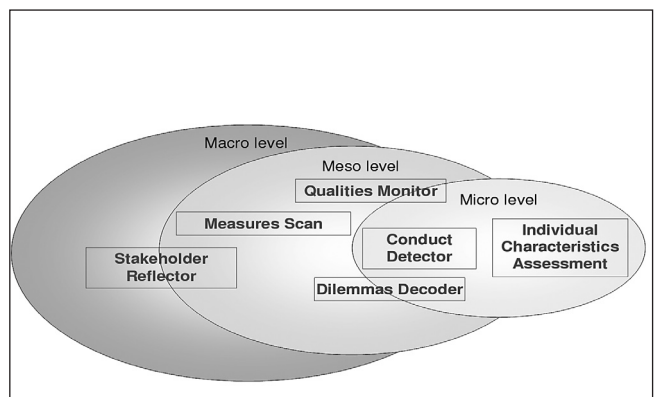 Macro level
Meso level
Qualities Monitor
Micro level
Measures Scan
Individual
Characteristics
Assessment
Conduct
Detector
Stakeholder
Reflector
Dilemmas Decoder